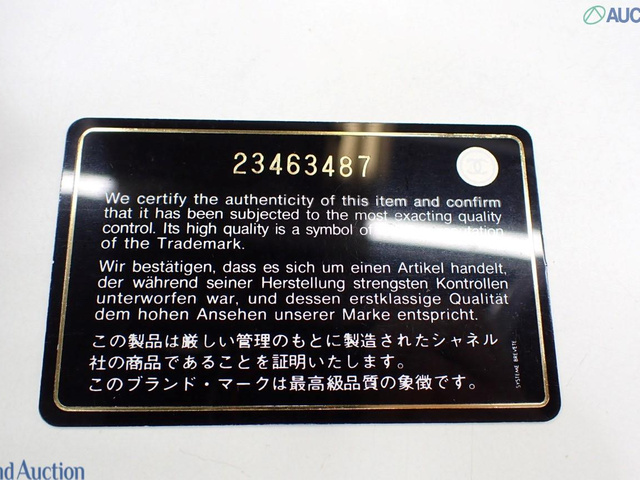 AUC
23463487
We certify the authenticity of this item and confirm
that it has been subjected to the most exacting quality
control. Its high quality is a symbol of
of the Trademark.
Wir bestätigen, dass es sich um einen Artikel handelt,
der während seiner Herstellung strengsten Kontrollen
unterworfen war, und dessen erstklassige Qualität
dem hohen Ansehen unserer Marke entspricht.
この製品は厳しい管理のもとに製造されたシャネル
社の商品であることを証明いたします。
このブランド・マークは最高級品質の象徴です。
SYSTEME BREVETE
nd Auction